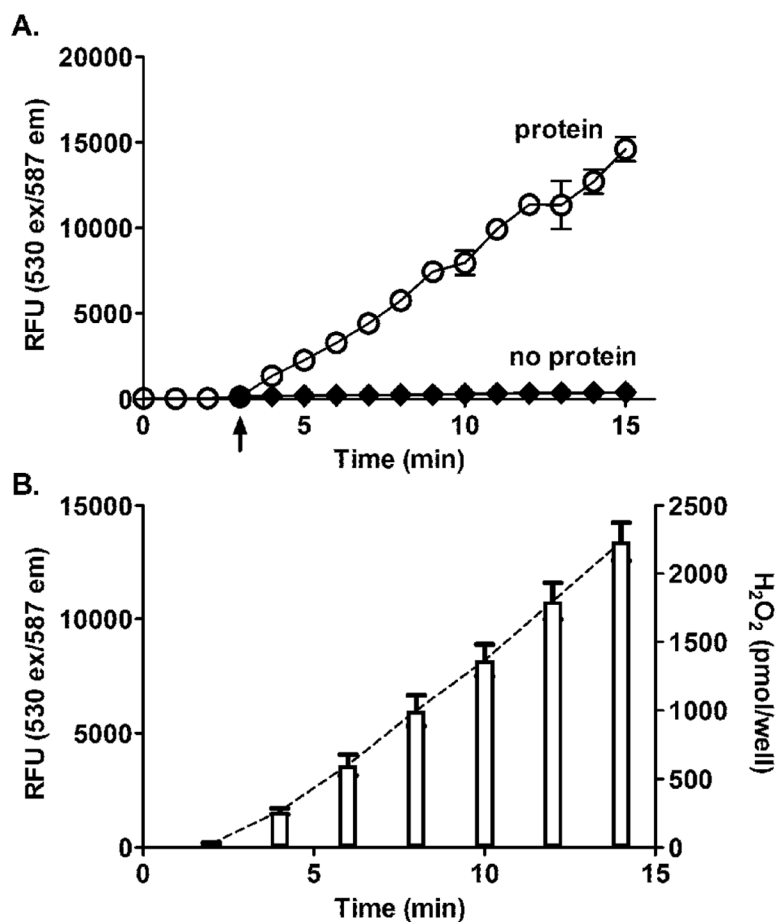 A.
RFU (530 ex/587 em)
20000
15000
10000
5000
0
protein
no protein
0 5 10 15
Time (min)
B.
RFU (530 ex/587 em)
15000
10000
5000
0
2500
2000
1500
1000
500
0
H₂O₂ (pmol/well)
0 5 10 15
Time (min)